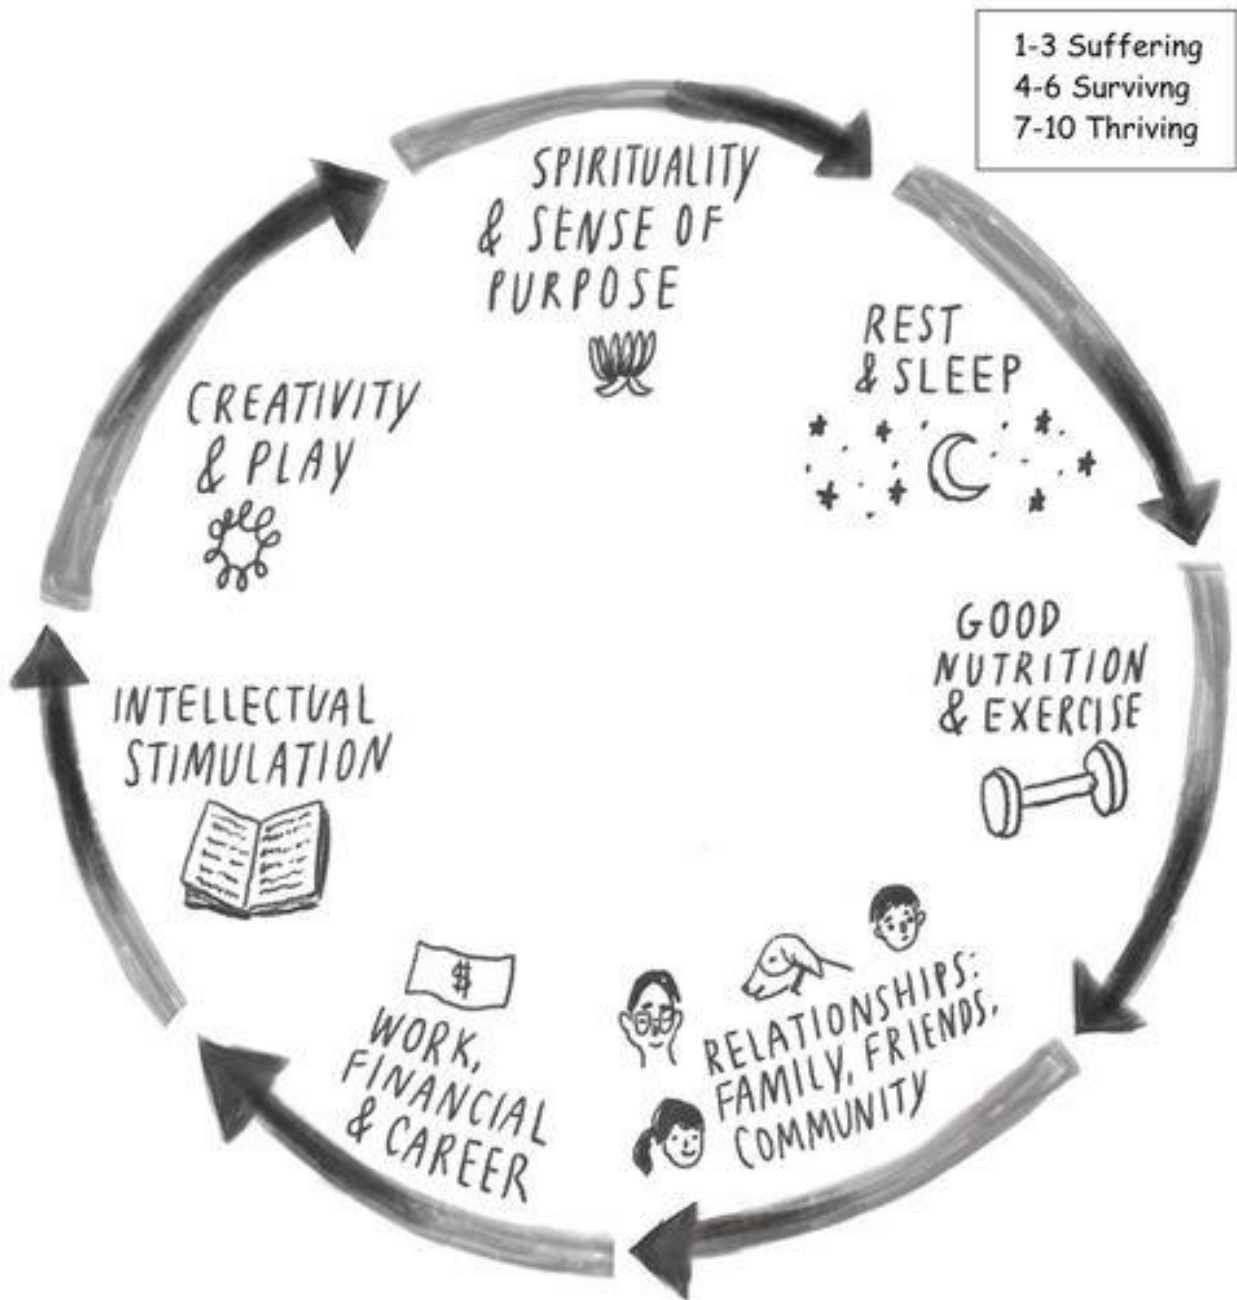 1-3 Suffering
4-6 Survivng
7-10 Thriving
SPIRITUALITY
& SENSE OF
PURPOSE
REST
& SLEEP
GOOD
NUTRITION
& EXERCISE
RELATIONSHIPS:
FAMILY, FRIENDS,
COMMUNITY
$
WORK,
FINANCIAL
& CAREER
INTELLECTUAL
STIMULATION
CREATIVITY
& PLAY